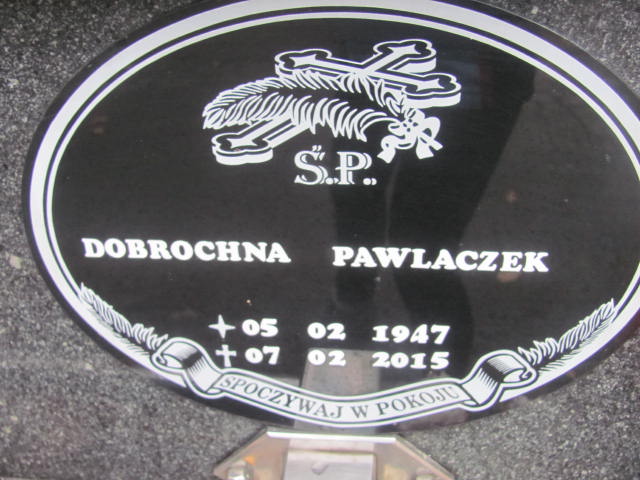 Ś.P.
DOBROCHNA PAWLACZEK
05 02 1947
07 02 2015
SPOCZYWAJ W POKOJU